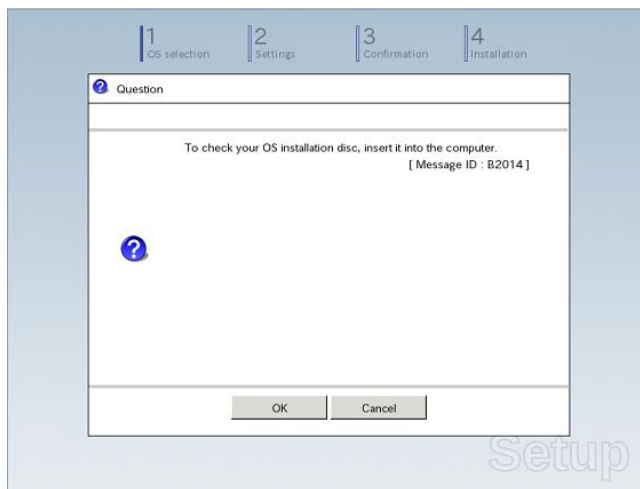 1
OS selection
2
Settings
3
Confirmation
4
Installation
Question
To check your OS installation disc, insert it into the computer.
[ Message ID : B2014 ]
OK
Cancel
Setup